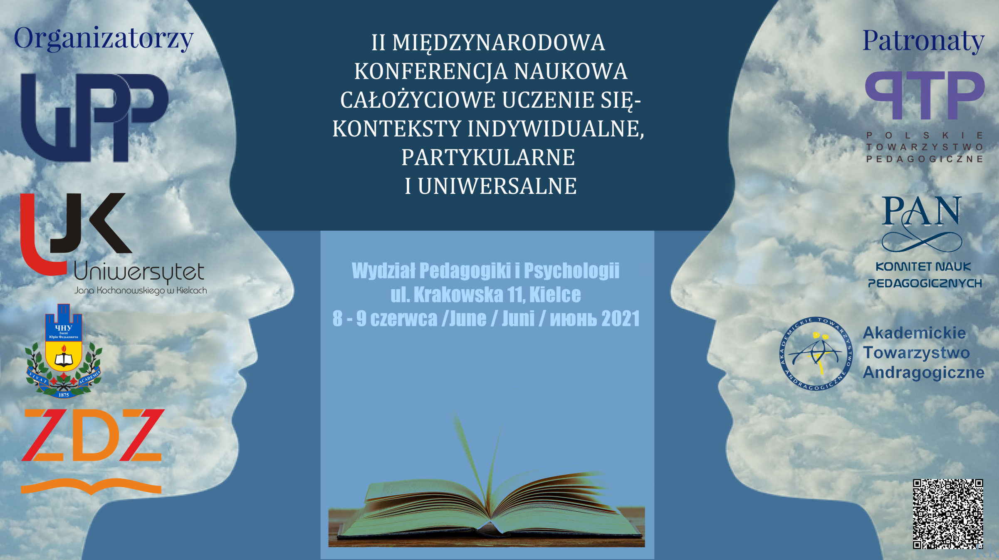 Organizatorzy
WPP
UJK
Uniwersytet
Jana Kochanowskiego w Kielcach
ЧНУ
Імені
Юрія Федьковича
VIVAT ACADEMIA
1875
ZDZ
II MIĘDZYNARODOWA
KONFERENCJA NAUKOWA
CAŁOŻYCIOWE UCZENIE SIĘ-
KONTEKSTY INDYWIDUALNE,
PARTYKULARNE
I UNIWERSALNE
Wydział Pedagogiki i Psychologii
ul. Krakowska 11, Kielce
8 - 9 czerwca /June / Juni / июнь 2021
Patronaty
PTP
POLSKIE
TOWARZYSTWO
PEDAGOGICZNE
PAN
KOMITET NAUK
PEDAGOGICZNYCH
AKADEMICKIE TOWARZYSTWO
ANDRAGOGICZNE
Akademickie
Towarzystwo
Andragogiczne
KK